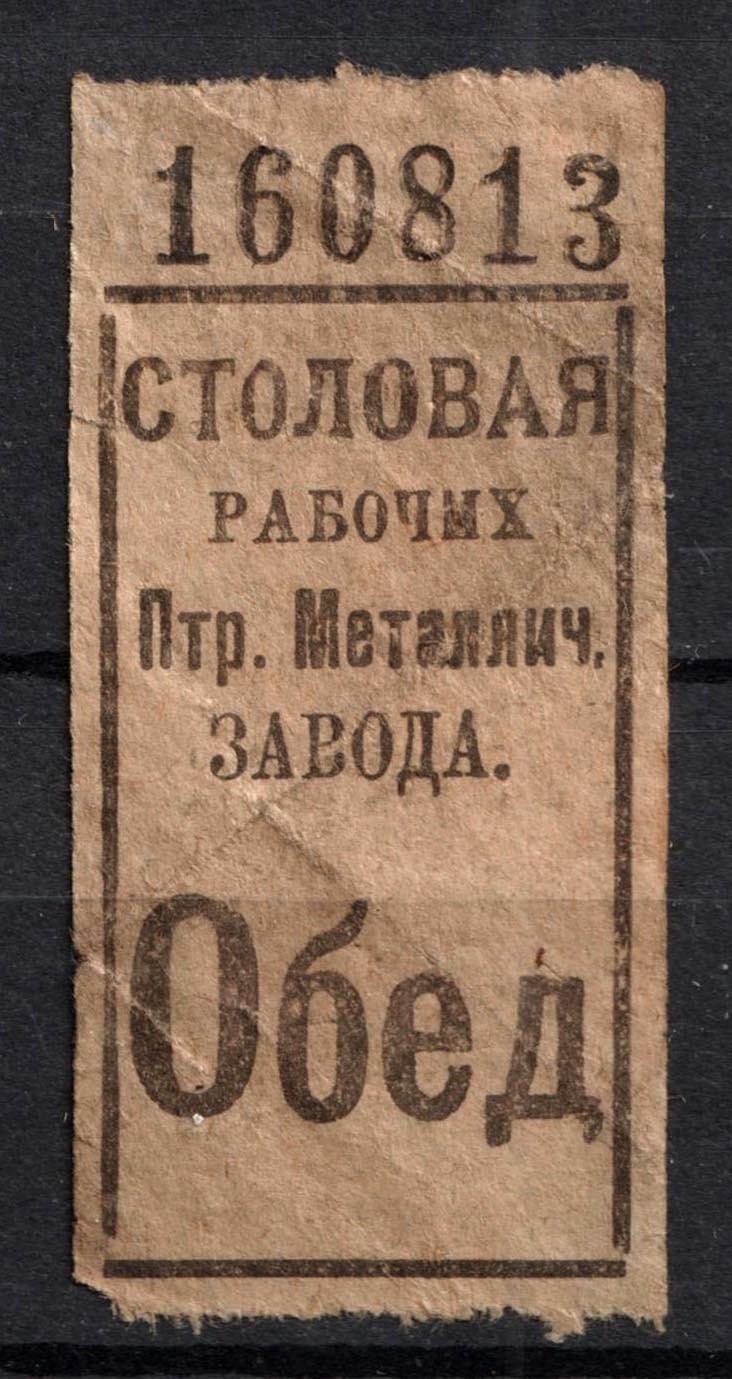 160813
СТОЛОВАЯ
РАБОЧИХ
Птр. Металлич.
ЗАВОДА.
Обед